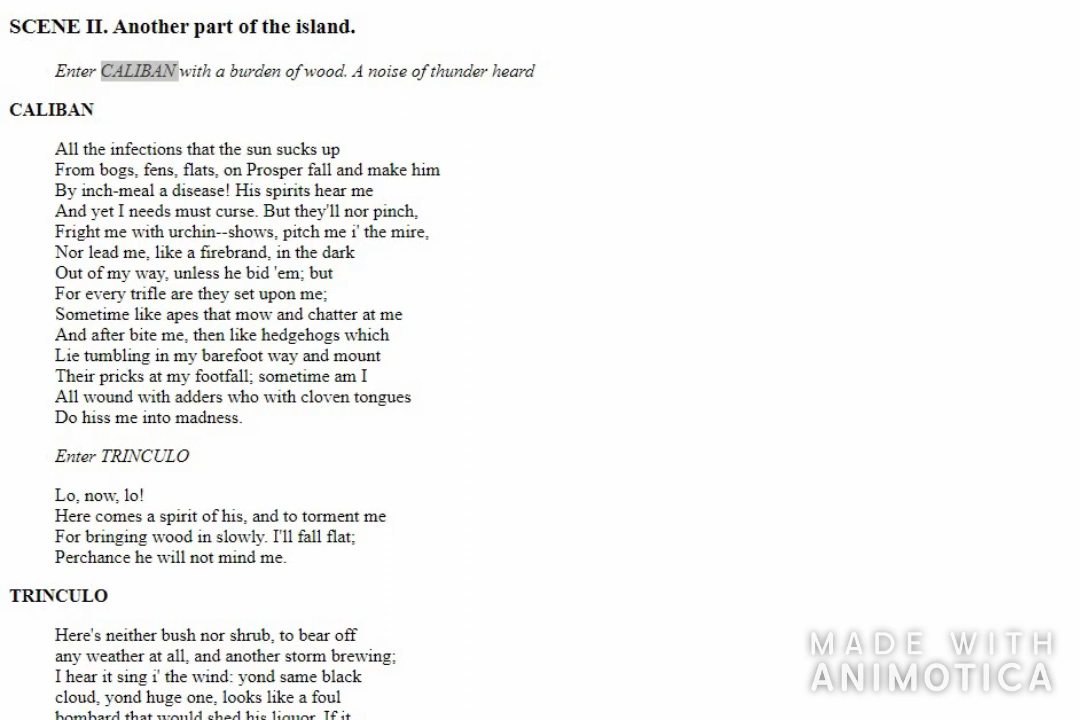 SCENE II. Another part of the island.
Enter CALIBAN with a burden of wood. A noise of thunder heard
CALIBAN
All the infections that the sun sucks up
From bogs, fens, flats, on Prosper fall and make him
By inch-meal a disease! His spirits hear me
And yet I needs must curse. But they'll nor pinch,
Fright me with urchin--shows, pitch me i' the mire,
Nor lead me, like a firebrand, in the dark
Out of my way, unless he bid 'em; but
For every trifle are they set upon me;
Sometime like apes that mow and chatter at me
And after bite me, then like hedgehogs which
Lie tumbling in my barefoot way and mount
Their pricks at my footfall; sometime am I
All wound with adders who with cloven tongues
Do hiss me into madness.
Enter TRINCULO
Lo, now, lo!
Here comes a spirit of his, and to torment me
For bringing wood in slowly. I'll fall flat;
Perchance he will not mind me.
TRINCULO
Here's neither bush nor shrub, to bear off
any weather at all, and another storm brewing;
I hear it sing i' the wind: yond same black
cloud, yond huge one, looks like a foul
bombard that would shed his liquor. If it
MADE WITH
ANIMOTICA